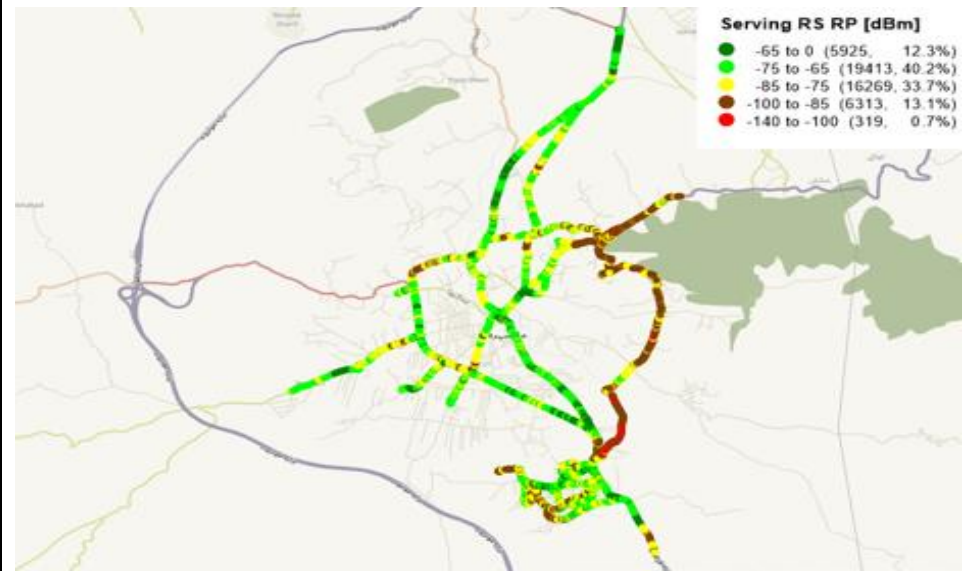 Serving RS RP [dBm]
-65 to 0 (5925, 12.3%)
-75 to -65 (19413, 40.2%)
-85 to -75 (16269, 33.7%)
-100 to -85 (6313, 13.1%)
-140 to -100 (319, 0.7%)